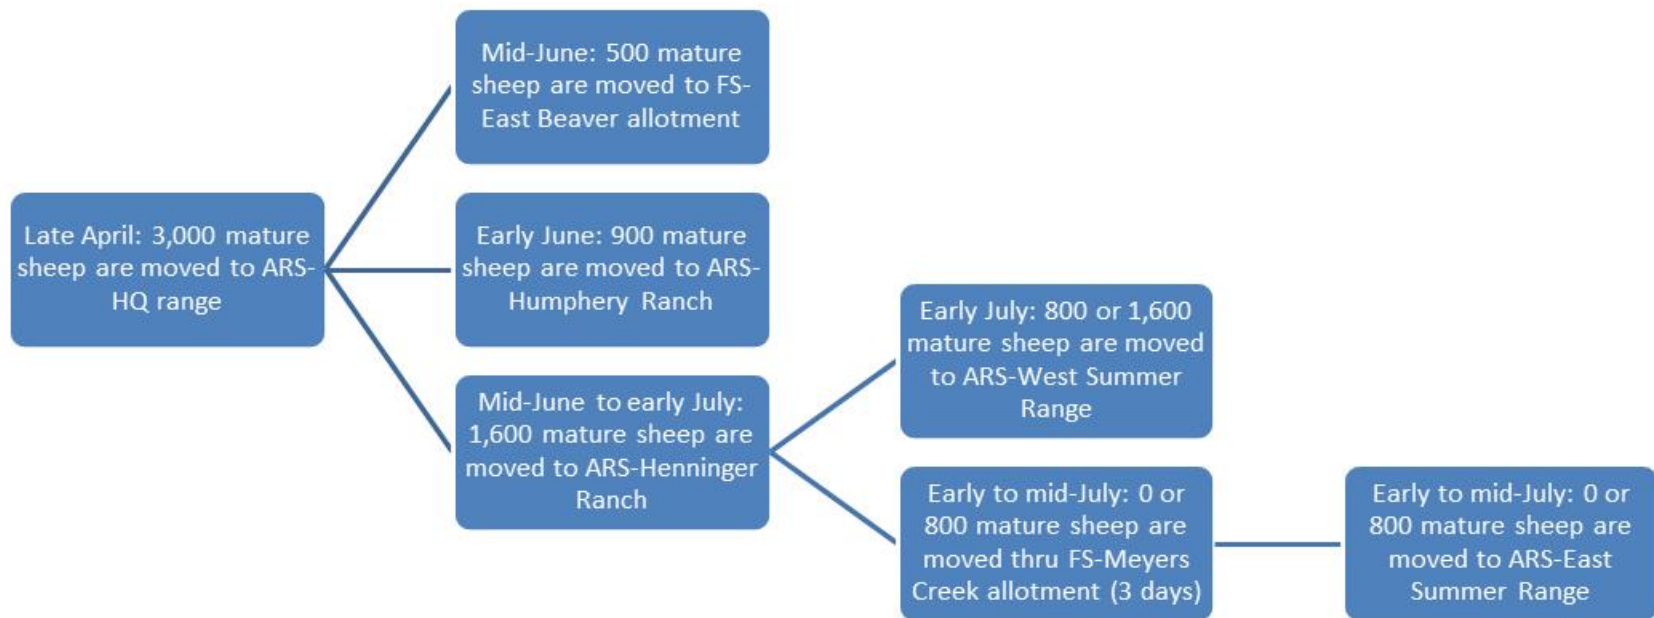 Late April: 3,000 mature
sheep are moved to ARS-
HQ range
Mid-June: 500 mature
sheep are moved to FS-
East Beaver allotment
Early June: 900 mature
sheep are moved to ARS-
Humphery Ranch
Mid-June to early July:
1,600 mature sheep are
moved to ARS-Henninger
Ranch
Early July: 800 or 1,600
mature sheep are moved
to ARS-West Summer
Range
Early to mid-July: 0 or
800 mature sheep are
moved thru FS-Meyers
Creek allotment (3 days)
Early to mid-July: 0 or
800 mature sheep are
moved to ARS-East
Summer Range